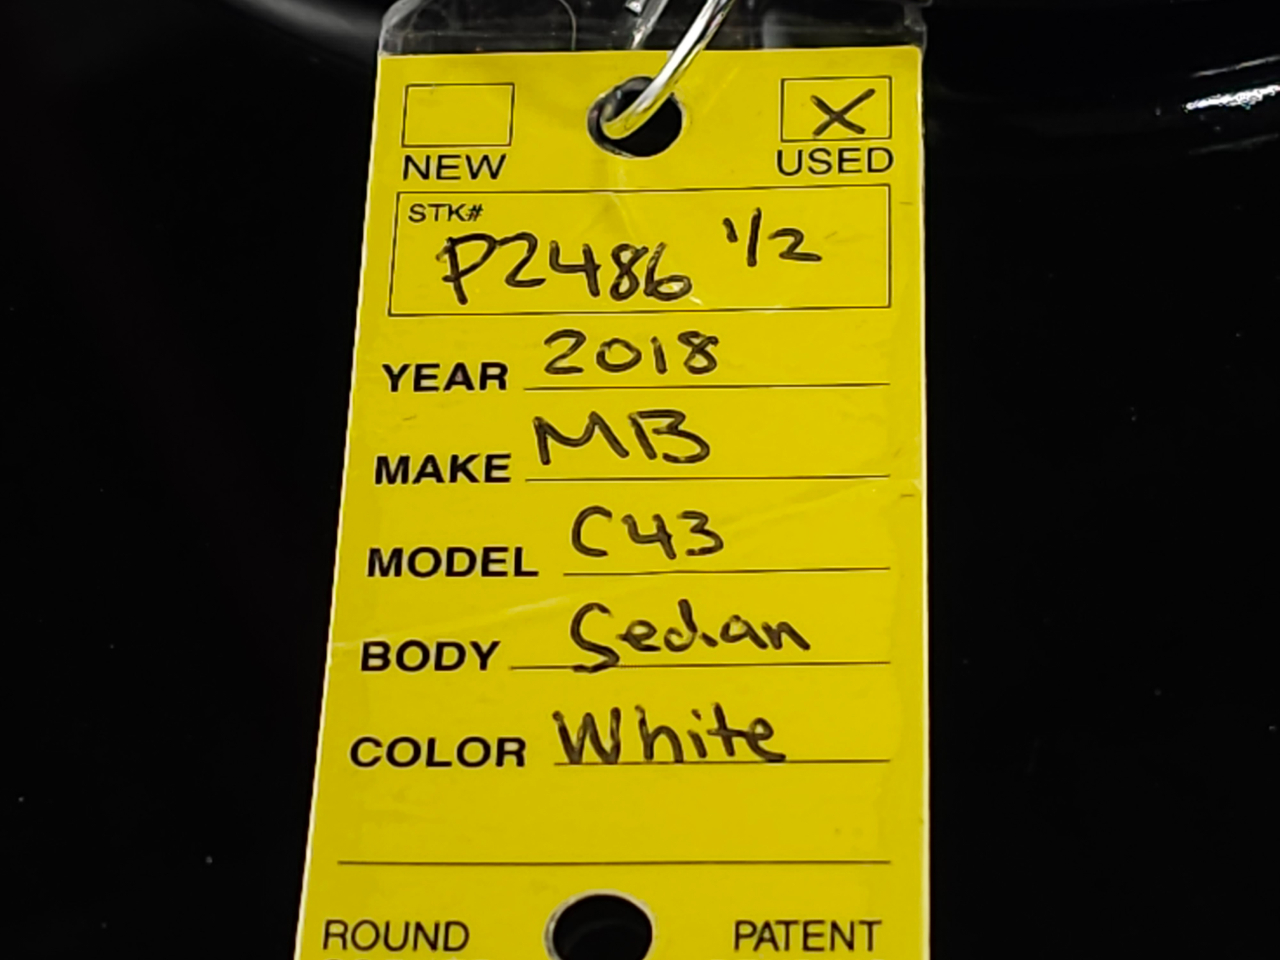 X
NEW USED
STK#
P2486 1/2
YEAR 2018
MAKE MB
MODEL C43
BODY Sedan
COLOR White
ROUND PATENT